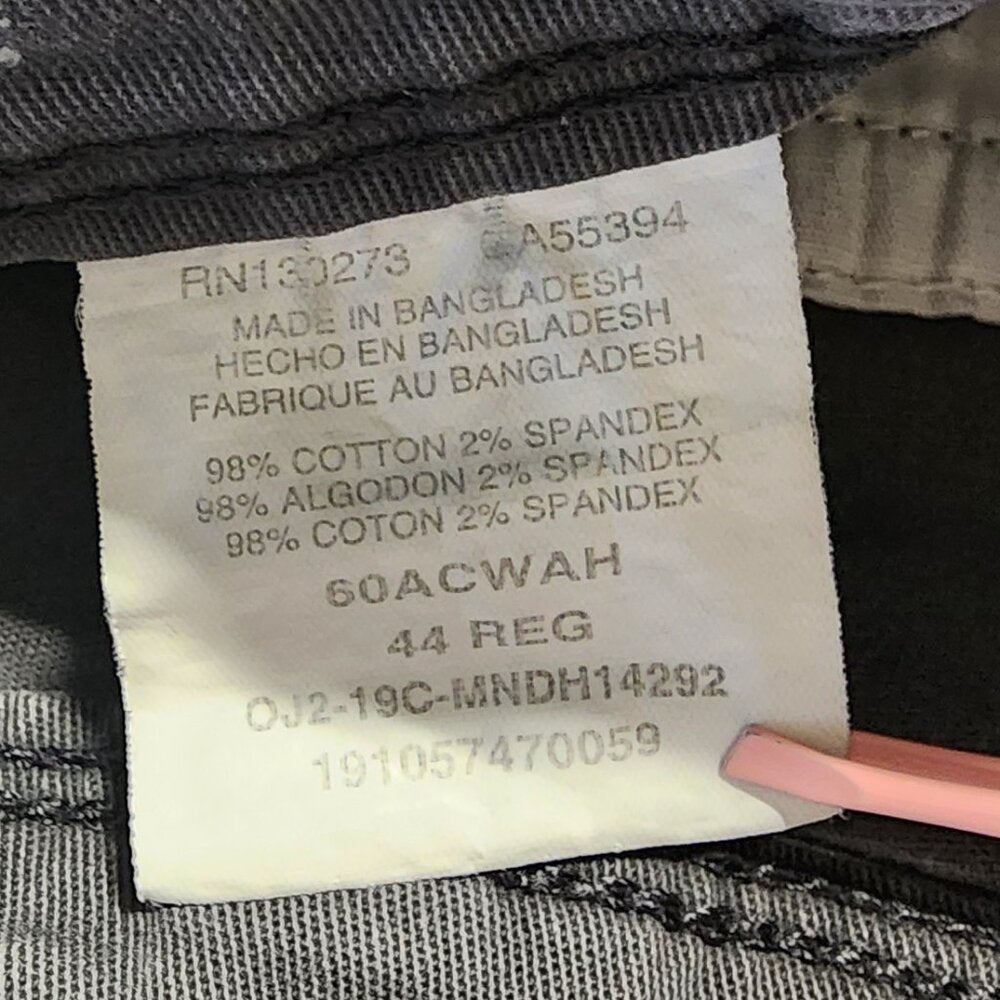 RN130273 CA55394
MADE IN BANGLADESH
HECHO EN BANGLADESH
FABRIQUE AU BANGLADESH
98% COTTON 2% SPANDEX
98% ALGODON 2% SPANDEX
98% COTON 2% SPANDEX
60ACWAH
44 REG
OJ2-19C-MNDH14292
191057470059